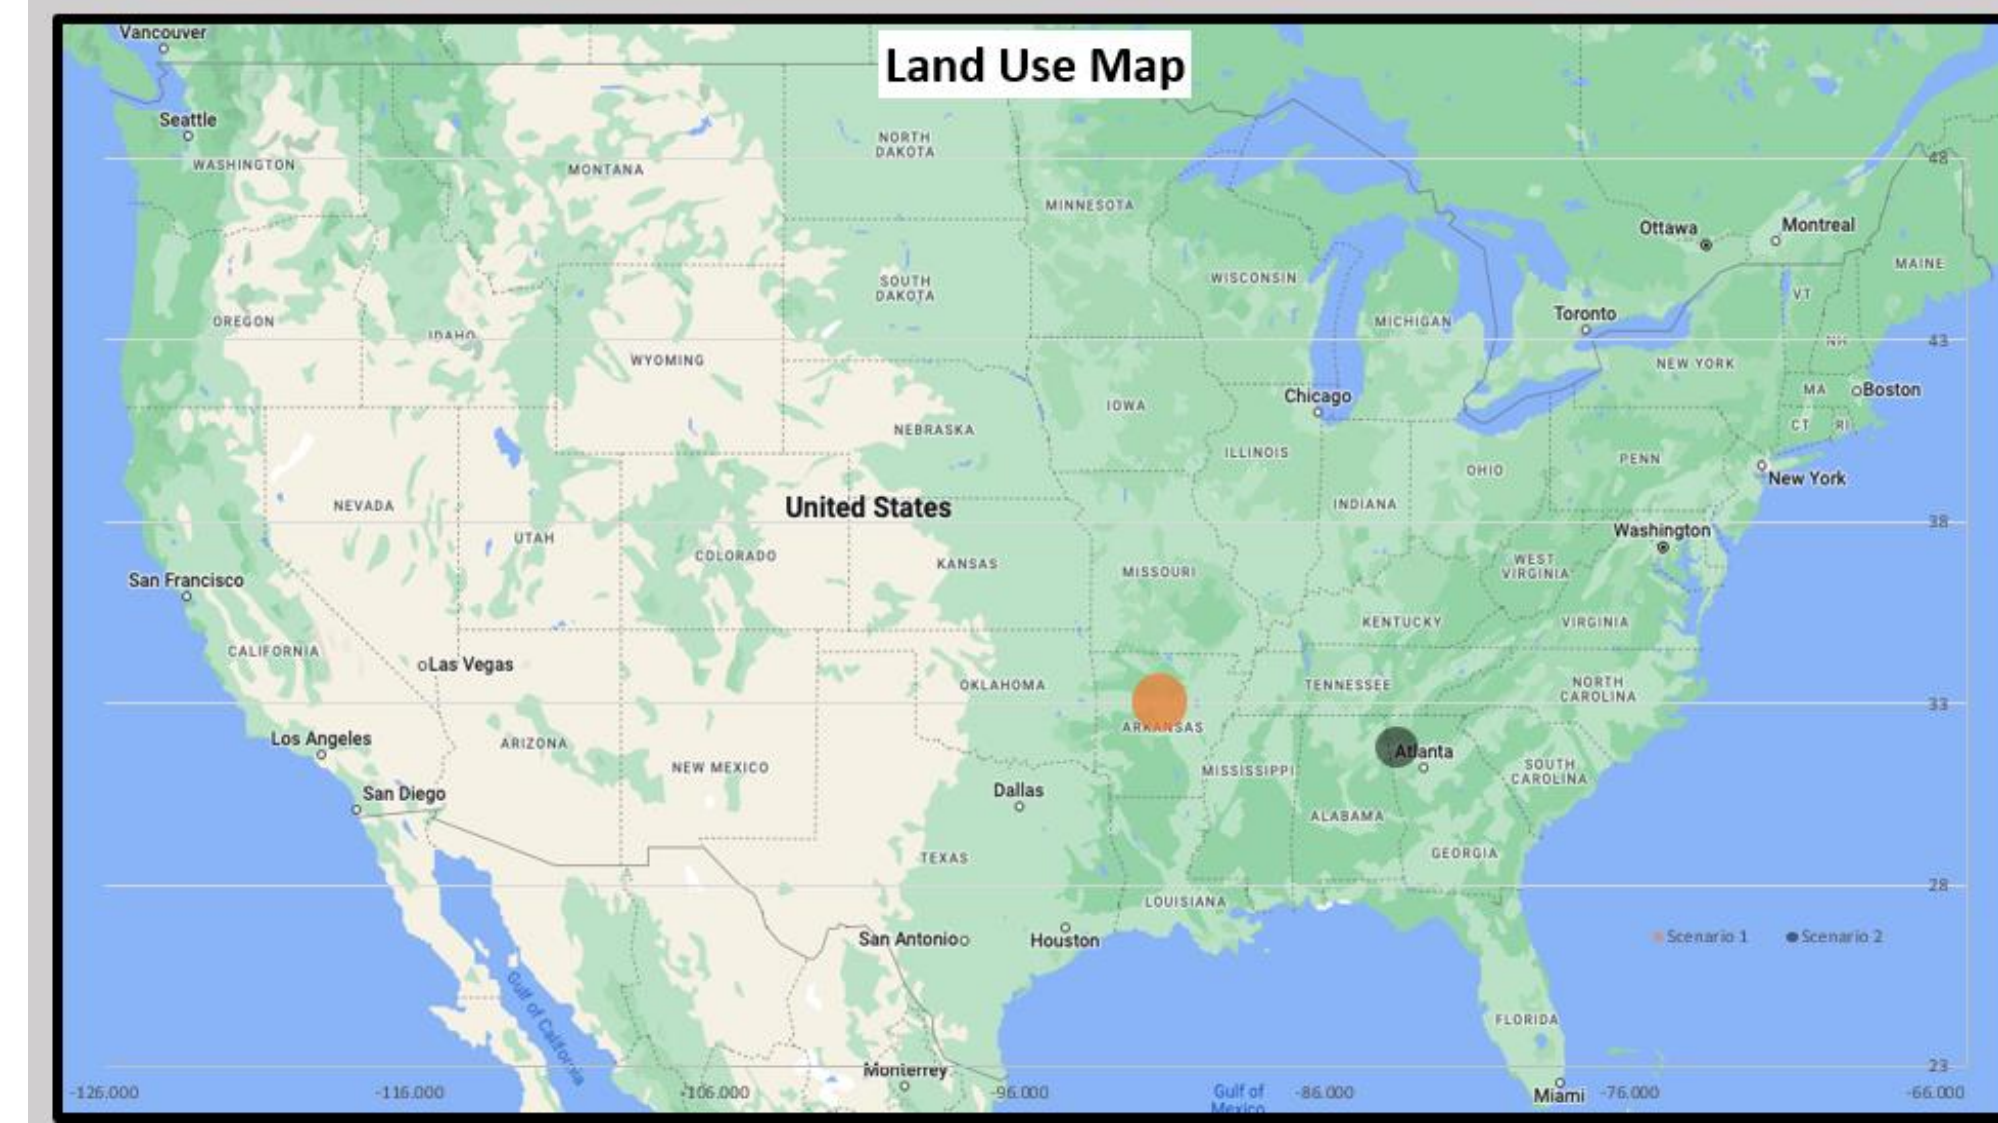 Land Use Map
Vancouver
Seattle
WASHINGTON
MONTANA
NORTH
DAKOTA
MINNESOTA
48
Ottawa
Montreal
MAINE
OREGON
IDAHO
WYOMING
SOUTH
DAKOTA
WISCONSIN
MICHIGAN
Toronto
VT
NH
43
NEW YORK
MA
Boston
CT
RI
NEBRASKA
IOWA
Chicago
ILLINOIS
INDIANA
OHIO
PENN
New York
NEVADA
UTAH
COLORADO
United States
KANSAS
MISSOURI
WEST
VIRGINIA
Washington
38
San Francisco
CALIFORNIA
Las Vegas
KENTUCKY
VIRGINIA
OKLAHOMA
TENNESSEE
NORTH
CAROLINA
33
Los Angeles
ARIZONA
NEW MEXICO
ARKANSAS
Atlanta
San Diego
Dallas
MISSISSIPPI
SOUTH
CAROLINA
ALABAMA
GEORGIA
TEXAS
28
LOUISIANA
San Antonio
Houston
Scenario 1
Scenario 2
Gulf of California
FLORIDA
Monterrey
23
-126.000
-116.000
-106.000
-96.000
Gulf of
Mexico
-86.000
Miami
-76.000
-66.000